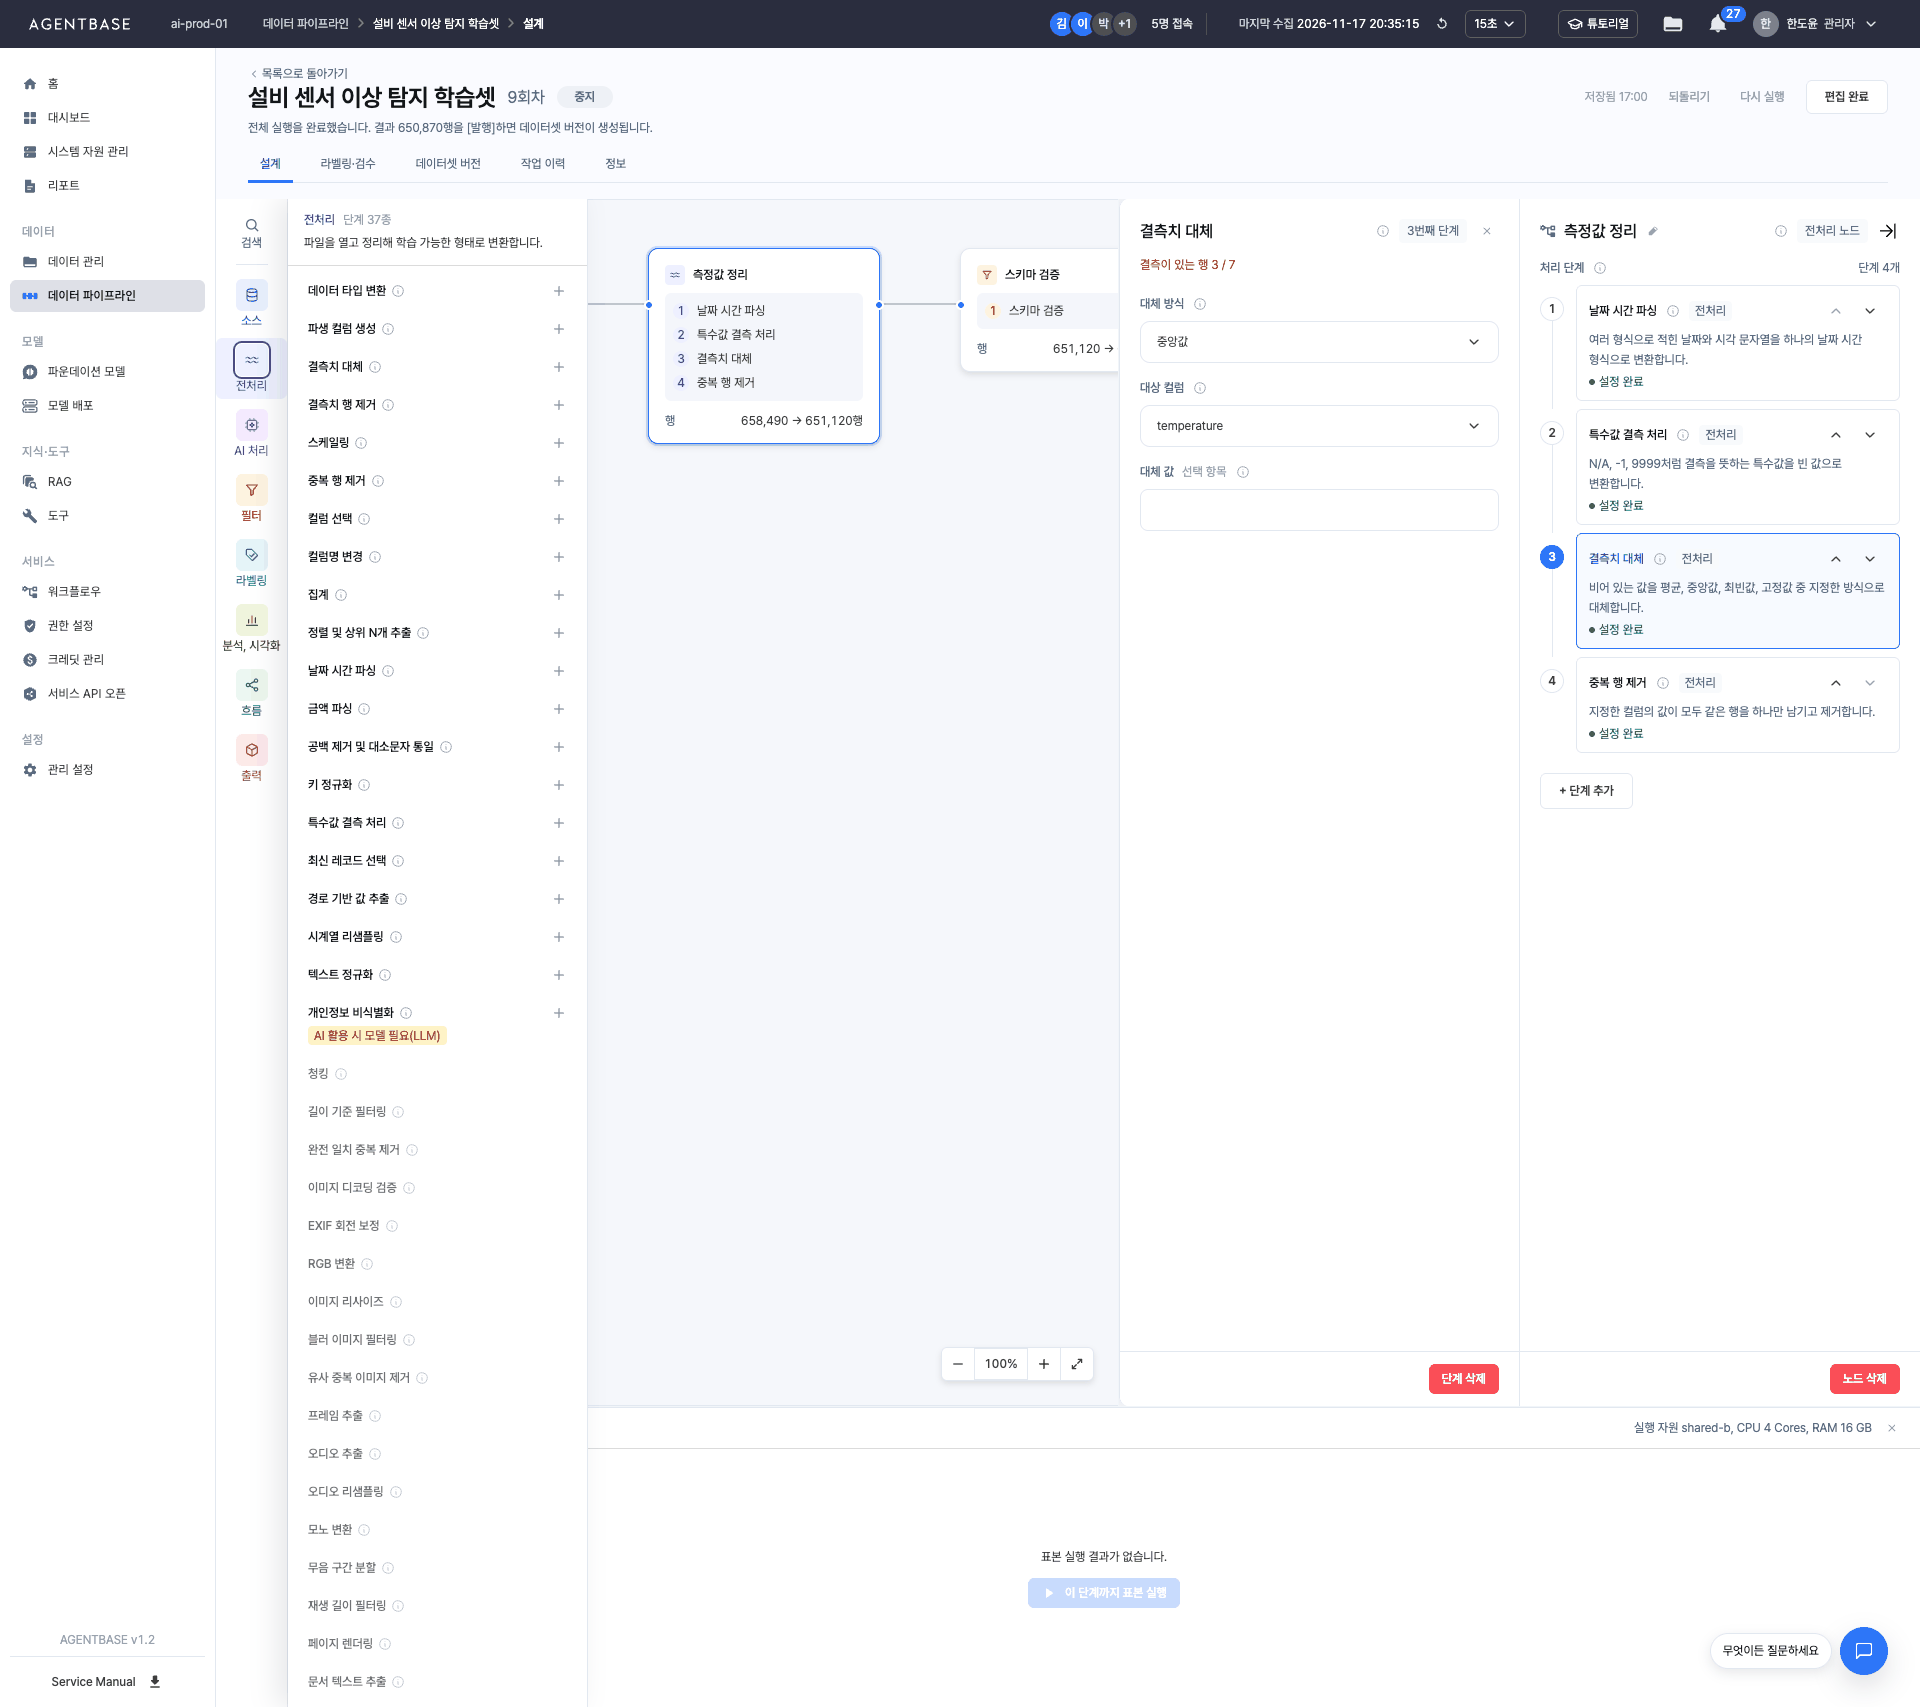 AGENTBASE
ai-prod-01
데이터 파이프라인 > 설비 센서 이상 탐지 학습셋 > 설계
김 이 박 +1 5명 접속
마지막 수집 2026-11-17 20:35:15
15초
튜토리얼
27
한 한도윤 관리자
홈
대시보드
시스템 자원 관리
리포트
데이터
데이터 관리
데이터 파이프라인
모델
파운데이션 모델
모델 배포
지식·도구
RAG
도구
서비스
워크플로우
권한 설정
크레딧 관리
서비스 API 오픈
설정
관리 설정
AGENTBASE v1.2
Service Manual
목록으로 돌아가기
설비 센서 이상 탐지 학습셋 9회차 중지
전체 실행을 완료했습니다. 결과 650,870행을 [발행]하면 데이터셋 버전이 생성됩니다.
저장됨 17:00 되돌리기 다시 실행 편집 완료
설계 라벨링·검수 데이터셋 버전 작업 이력 정보
검색
소스
전처리
AI 처리
필터
라벨링
분석, 시각화
흐름
출력
전처리 단계 37종
파일을 열고 정리해 학습 가능한 형태로 변환합니다.
데이터 타입 변환
파생 컬럼 생성
결측치 대체
결측치 행 제거
스케일링
중복 행 제거
컬럼 선택
컬럼명 변경
집계
정렬 및 상위 N개 추출
날짜 시간 파싱
금액 파싱
공백 제거 및 대소문자 통일
키 정규화
특수값 결측 처리
최신 레코드 선택
경로 기반 값 추출
시계열 리샘플링
텍스트 정규화
개인정보 비식별화
AI 활용 시 모델 필요(LLM)
청킹
길이 기준 필터링
완전 일치 중복 제거
이미지 디코딩 검증
EXIF 회전 보정
RGB 변환
이미지 리사이즈
블러 이미지 필터링
유사 중복 이미지 제거
프레임 추출
오디오 추출
오디오 리샘플링
모노 변환
무음 구간 분할
재생 길이 필터링
페이지 렌더링
문서 텍스트 추출
측정값 정리
1 날짜 시간 파싱
2 특수값 결측 처리
3 결측치 대체
4 중복 행 제거
행 658,490 → 651,120행
스키마 검증
1 스키마 검증
행 651,120 →
100%
결측치 대체 3번째 단계
결측이 있는 행 3 / 7
대체 방식
중앙값
대상 컬럼
temperature
대체 값 선택 항목
단계 삭제
측정값 정리 전처리 노드
처리 단계 단계 4개
1 날짜 시간 파싱 전처리
여러 형식으로 적힌 날짜와 시각 문자열을 하나의 날짜 시간
형식으로 변환합니다.
설정 완료
2 특수값 결측 처리 전처리
N/A, -1, 9999처럼 결측을 뜻하는 특수값을 빈 값으로
변환합니다.
설정 완료
3 결측치 대체 전처리
비어 있는 값을 평균, 중앙값, 최빈값, 고정값 중 지정한 방식으로
대체합니다.
설정 완료
4 중복 행 제거 전처리
지정한 컬럼의 값이 모두 같은 행을 하나만 남기고 제거합니다.
설정 완료
+ 단계 추가
노드 삭제
실행 자원 shared-b, CPU 4 Cores, RAM 16 GB
표본 실행 결과가 없습니다.
이 단계까지 표본 실행
무엇이든 질문하세요